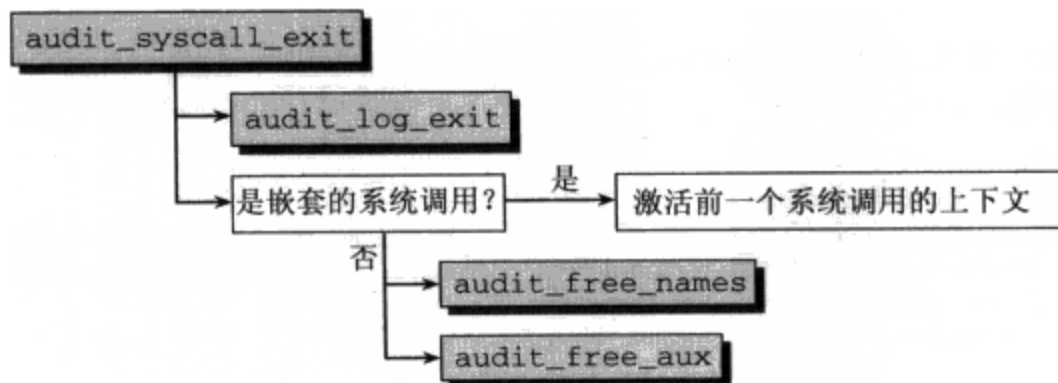 audit_syscall_exit
audit_log_exit
是嵌套的系统调用?
是
激活前一个系统调用的上下文
否
audit_free_names
audit_free_aux